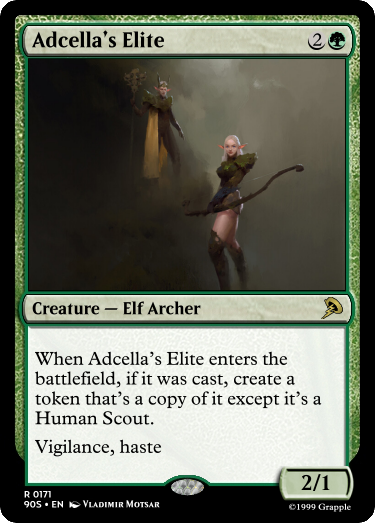 Adcella's Elite 2
Creature — Elf Archer
When Adcella's Elite enters the
battlefield, if it was cast, create a
token that's a copy of it except it's a
Human Scout.
Vigilance, haste
2/1
R 0171
90S • EN Vladimir Motsar
©1999 Grapple